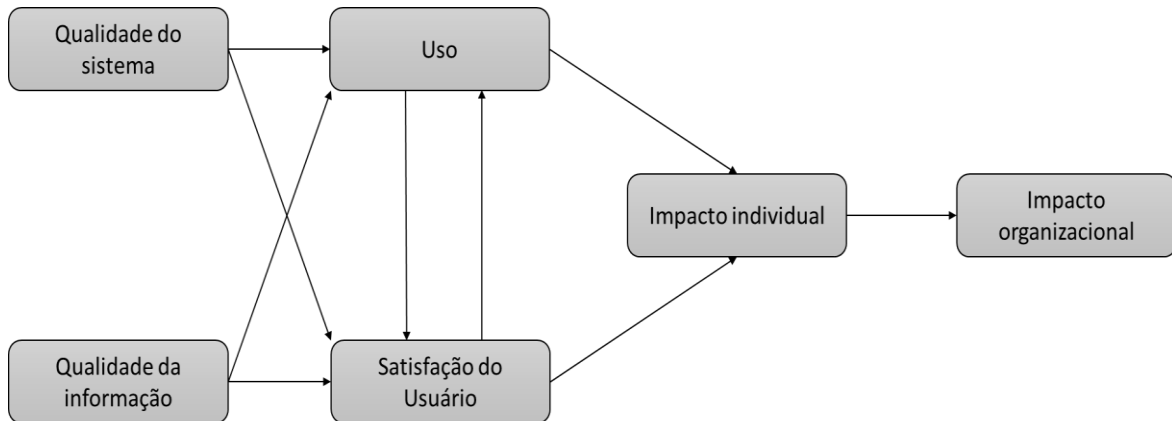 Qualidade do
sistema
Uso
Impacto individual
Impacto
organizacional
Qualidade da
informação
Satisfação do
Usuário